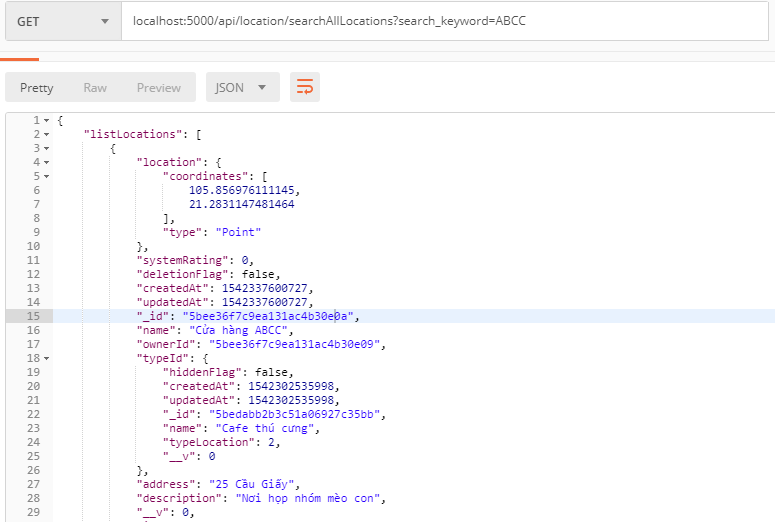 GET localhost:5000/api/location/searchAllLocations?search_keyword=ABCC
Pretty Raw Preview JSON
1 {
2 "listLocations": [
3 {
4 "location": {
5 "coordinates": [
6 105.856976111145,
7 21.2831147481464
8 ],
9 "type": "Point"
10 },
11 "systemRating": 0,
12 "deletionFlag": false,
13 "createdAt": 1542337600727,
14 "updatedAt": 1542337600727,
15 "_id": "5bee36f7c9ea131ac4b30e0a",
16 "name": "Cửa hàng ABCC",
17 "ownerId": "5bee36f7c9ea131ac4b30e09",
18 "typeId": {
19 "hiddenFlag": false,
20 "createdAt": 1542302535998,
21 "updatedAt": 1542302535998,
22 "_id": "5bedabb2b3c51a06927c35bb",
23 "name": "Cafe thú cưng",
24 "typeLocation": 2,
25 "__v": 0
26 },
27 "address": "25 Cầu Giấy",
28 "description": "Nơi họp nhóm mèo con",
29 "__v": 0,